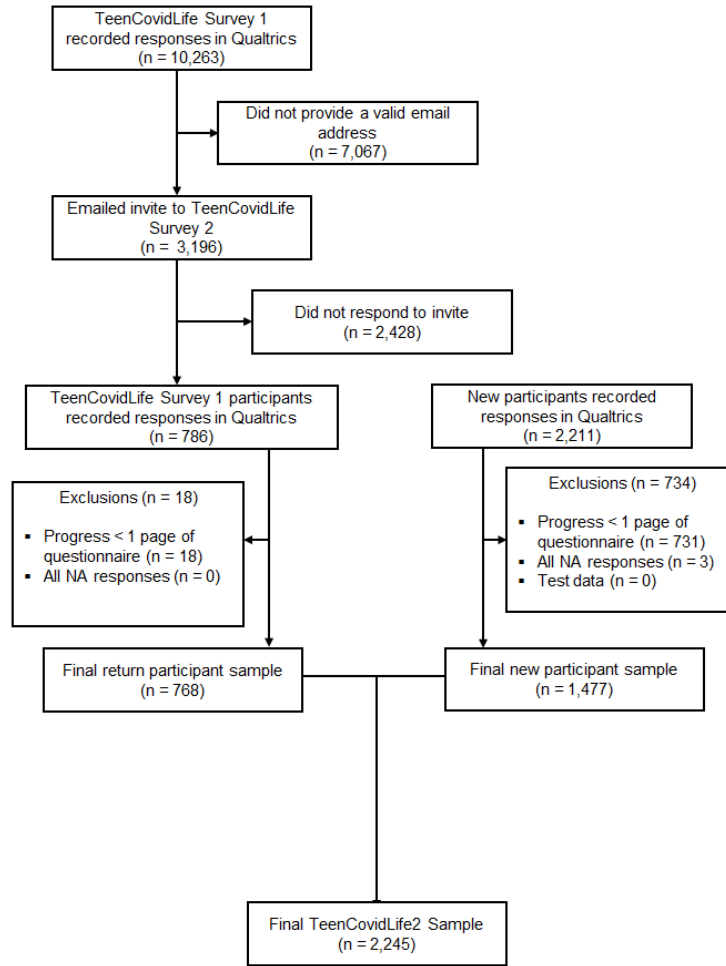 TeenCovidLife Survey 1
recorded responses in Qualtrics
(n = 10,263)
Did not provide a valid email
address
(n = 7,067)
Emailed invite to TeenCovidLife
Survey 2
(n = 3,196)
Did not respond to invite
(n = 2,428)
TeenCovidLife Survey 1 participants
recorded responses in Qualtrics
(n = 786)
New participants recorded
responses in Qualtrics
(n = 2,211)
Exclusions (n = 18)
▪ Progress < 1 page of
questionnaire (n = 18)
▪ All NA responses (n = 0)
Exclusions (n = 734)
▪ Progress < 1 page of
questionnaire (n = 731)
▪ All NA responses (n = 3)
▪ Test data (n = 0)
Final return participant sample
(n = 768)
Final new participant sample
(n = 1,477)
Final TeenCovidLife2 Sample
(n = 2,245)